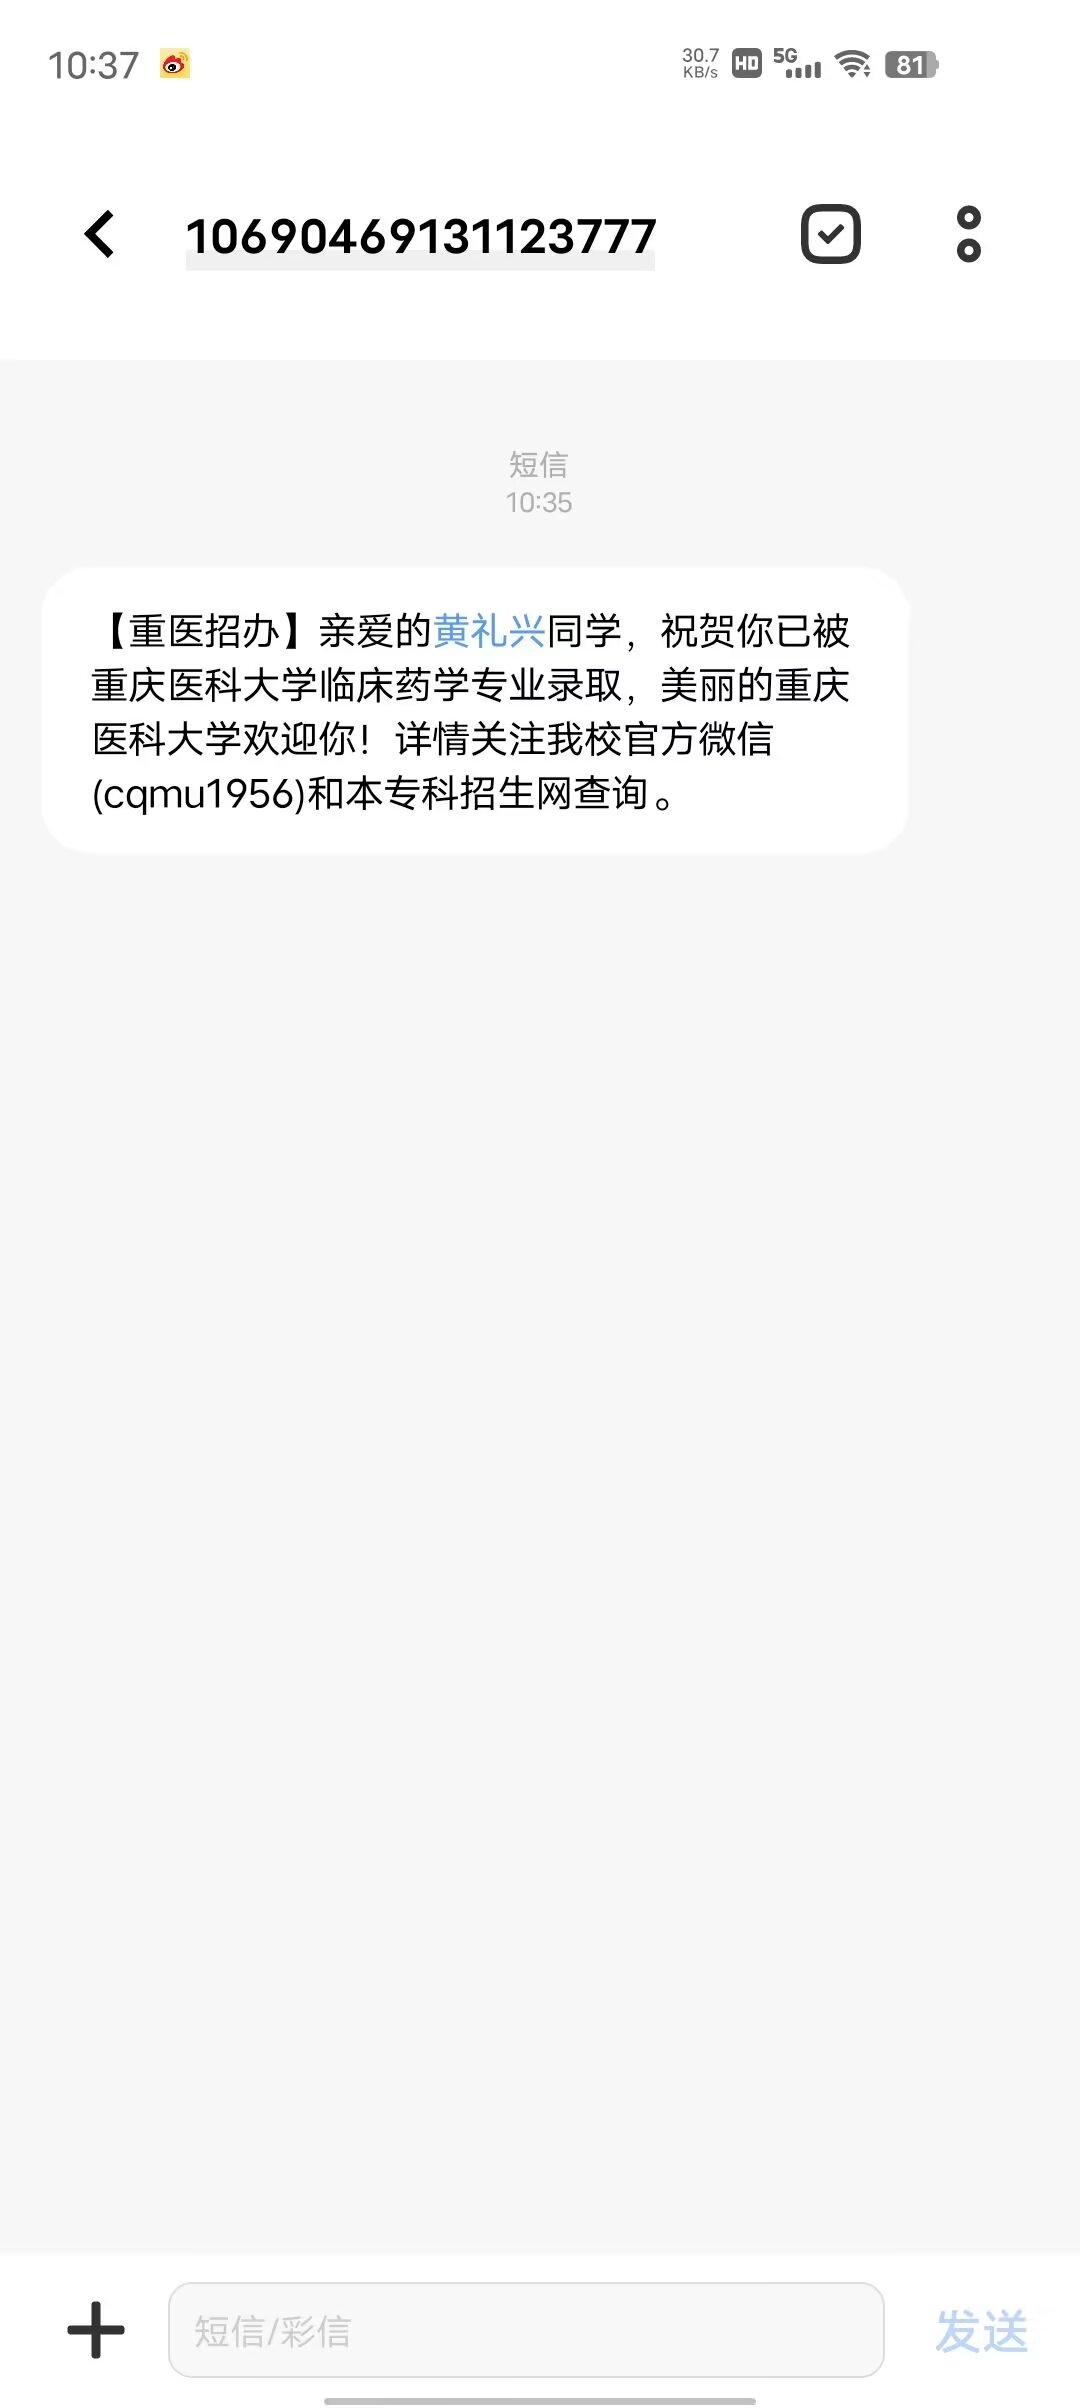 10:37
30.7
KB/s
HD
5G
81
10690469131123777
短信
10:35
【重医招办】亲爱的黄礼兴同学，祝贺你已被
重庆医科大学临床药学专业录取，美丽的重庆
医科大学欢迎你！详情关注我校官方微信
(cqmu1956)和本专科招生网查询。
短信/彩信
发送